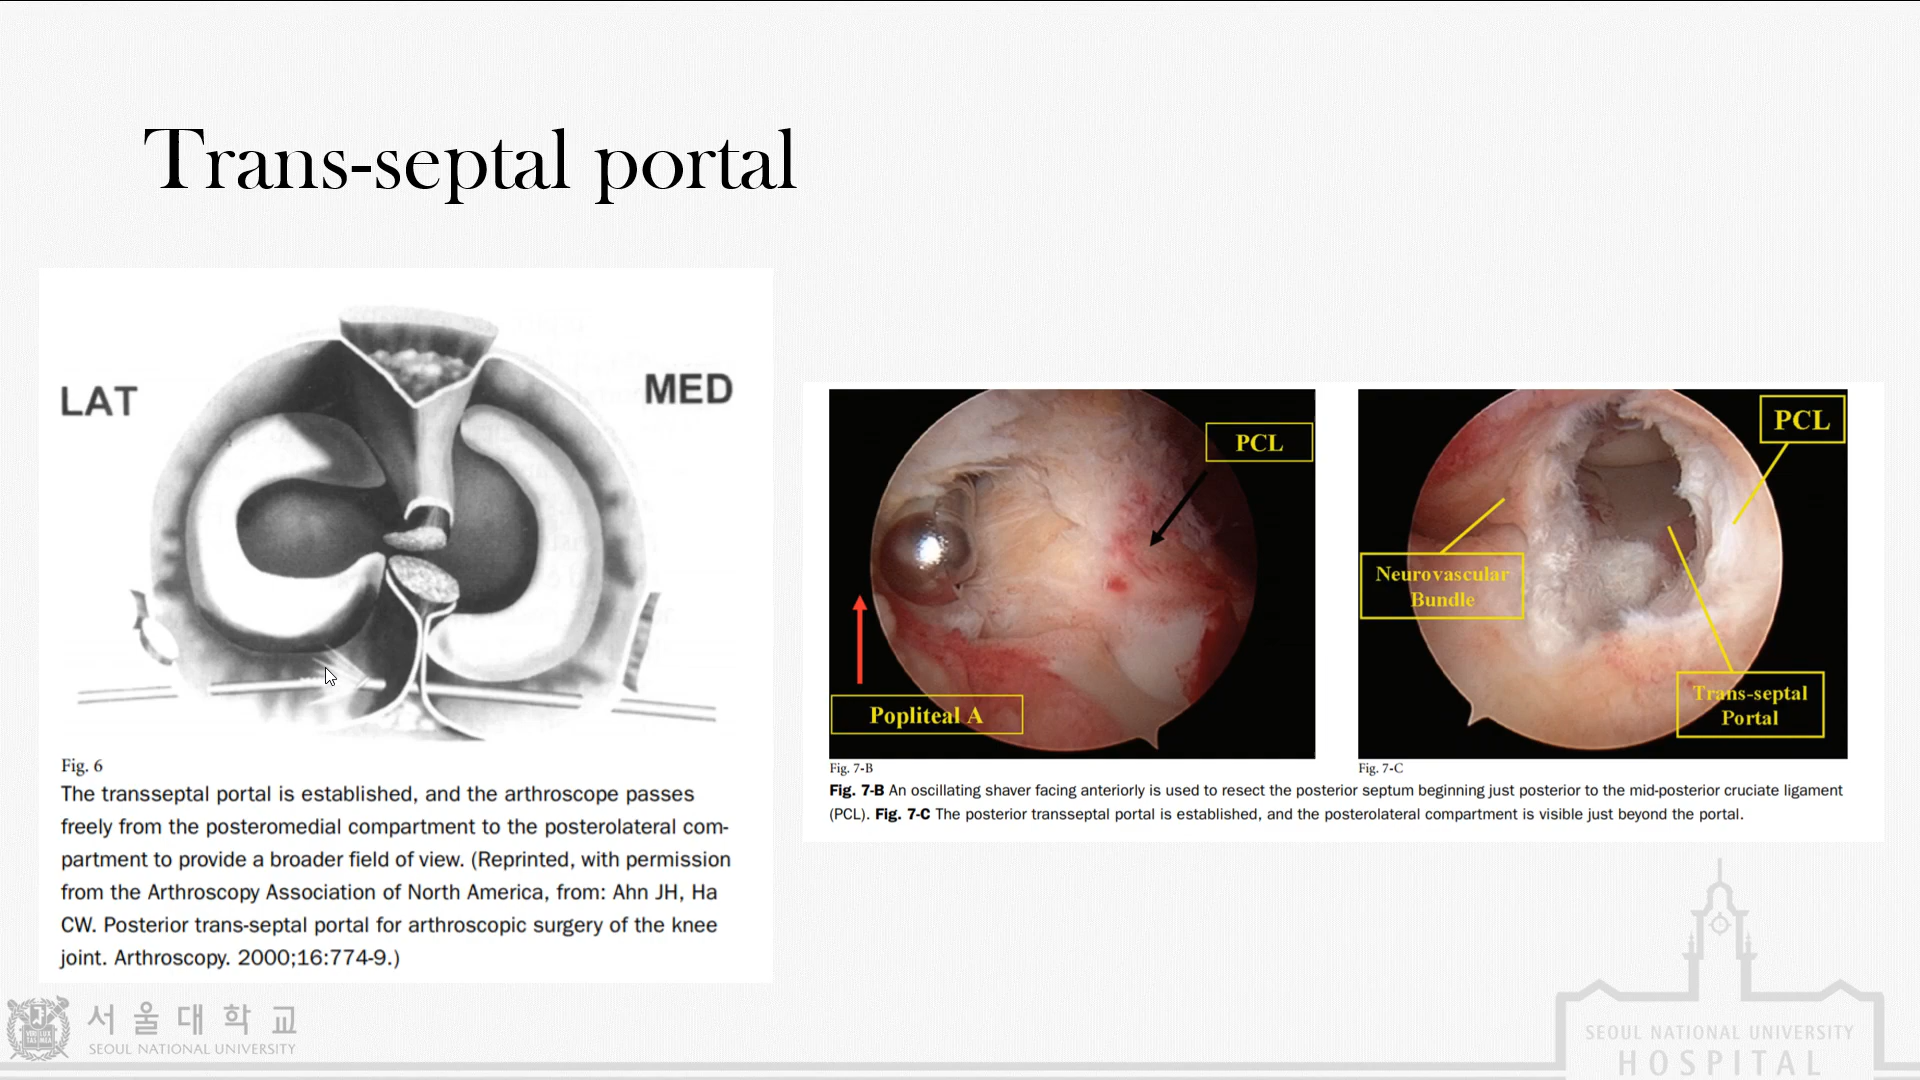 Trans-septal portal
LAT
MED
Fig. 6
The transseptal portal is established, and the arthroscope passes
freely from the posteromedial compartment to the posterolateral com-
partment to provide a broader field of view. (Reprinted, with permission
from the Arthroscopy Association of North America, from: Ahn JH, Ha
CW. Posterior trans-septal portal for arthroscopic surgery of the knee
joint. Arthroscopy. 2000;16:774-9.)
PCL
Popliteal A
Fig. 7-B
PCL
Neurovascular
Bundle
Trans-septal
Portal
Fig. 7-C
Fig. 7-B An oscillating shaver facing anteriorly is used to resect the posterior septum beginning just posterior to the mid-posterior cruciate ligament
(PCL). Fig. 7-C The posterior transseptal portal is established, and the posterolateral compartment is visible just beyond the portal.
서울대학교
SEOUL NATIONAL UNIVERSITY
SEOUL NATIONAL UNIVERSITY
HOSPITAL